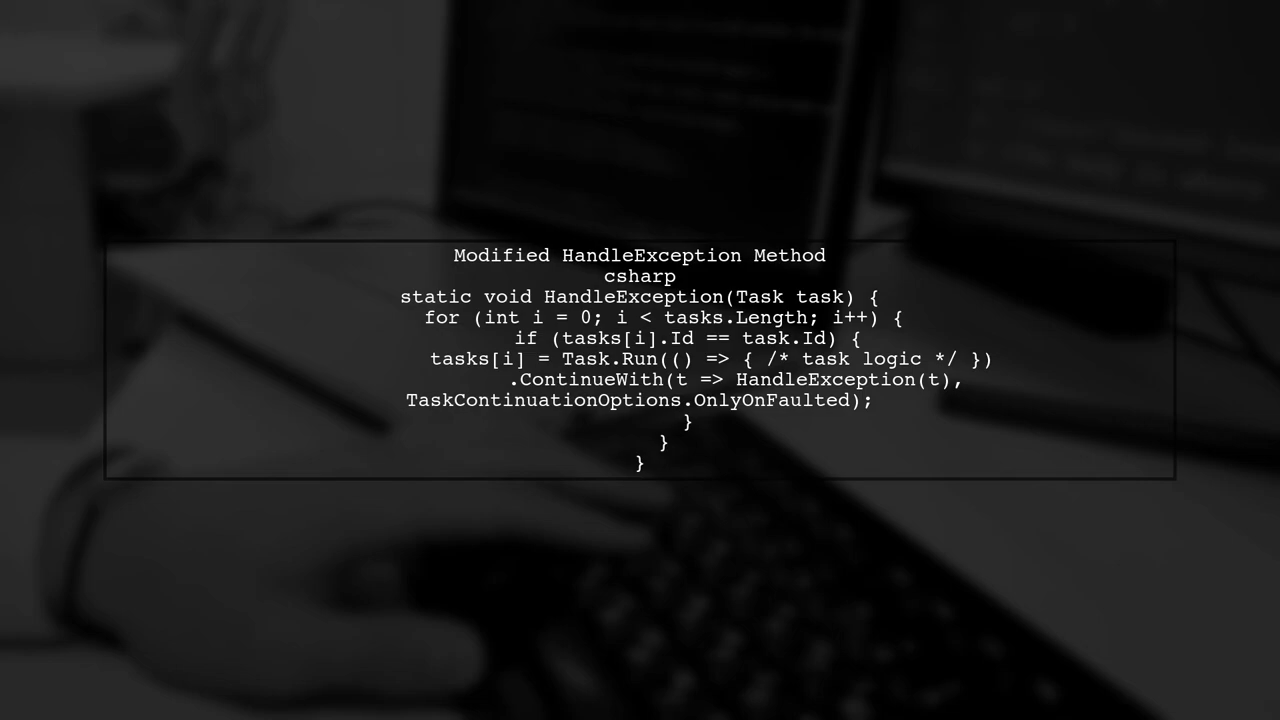 Modified HandleException Method
csharp
static void HandleException(Task task) {
for (int i = 0; i < tasks.Length; i++) {
if (tasks[i].Id == task.Id) {
tasks[i] = Task.Run(() => { /* task logic */ })
.ContinueWith(t => HandleException(t),
TaskContinuationOptions.OnlyOnFaulted);
}
}
}